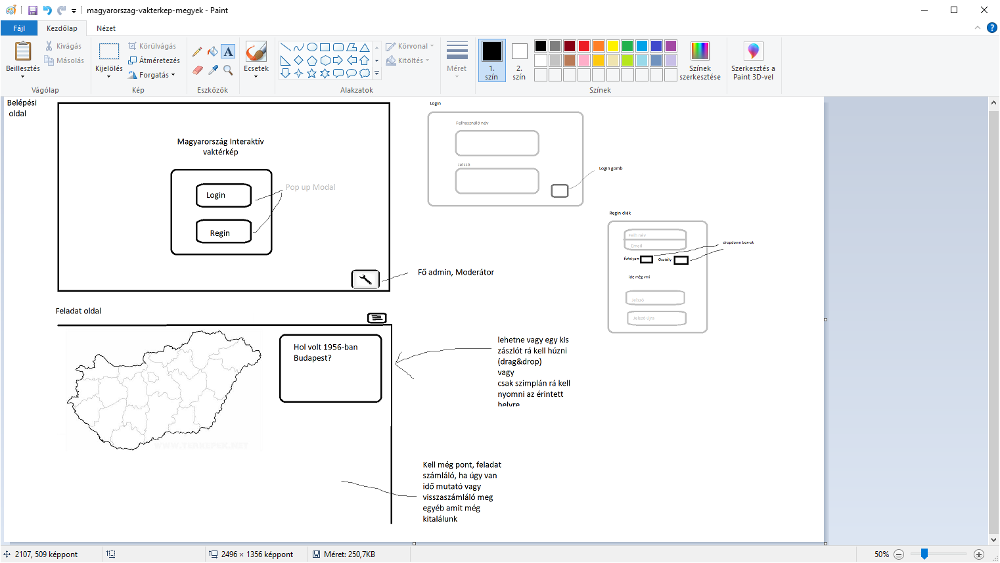 magyarorszag-vakterkep-megyek - Paint
Fájl
Kezdőlap
Nézet
Beillesztés
Kivágás
Másolás
Vágólap
Kijelölés
Körülvágás
Átméretezés
Forgatás
Kép
A
Eszközök
Ecsetek
Alakzatok
Körvonal
Kitöltés
Méret
1.
szín
2.
szín
Színek
Színek
szerkesztése
Szerkesztés a
Paint 3D-vel
Belépési
oldal
Magyarország Interaktív
vaktérkép
Login
Regin
Pop up Modal
Fő admin, Moderátor
Login
Felhasználó név
Jelszó
Login gomb
Regin diák
Felh név
Email
Évfolyam
Osztály
dropdown box-ok
Ide még vmi
Jelszó
Jelszó újra
Feladat oldal
Hol volt 1956-ban
Budapest?
lehetne vagy egy kis
zászlót rá kell húzni
(drag&drop)
vagy
csak szimplán rá kell
nyomni az érintett
helyre
Kell még pont, feladat
számláló, ha úgy van
idő mutató vagy
visszaszámláló meg
egyéb amit még
kitalálunk
2107, 509 képpont
2496 × 1356 képpont
Méret: 250,7KB
50%